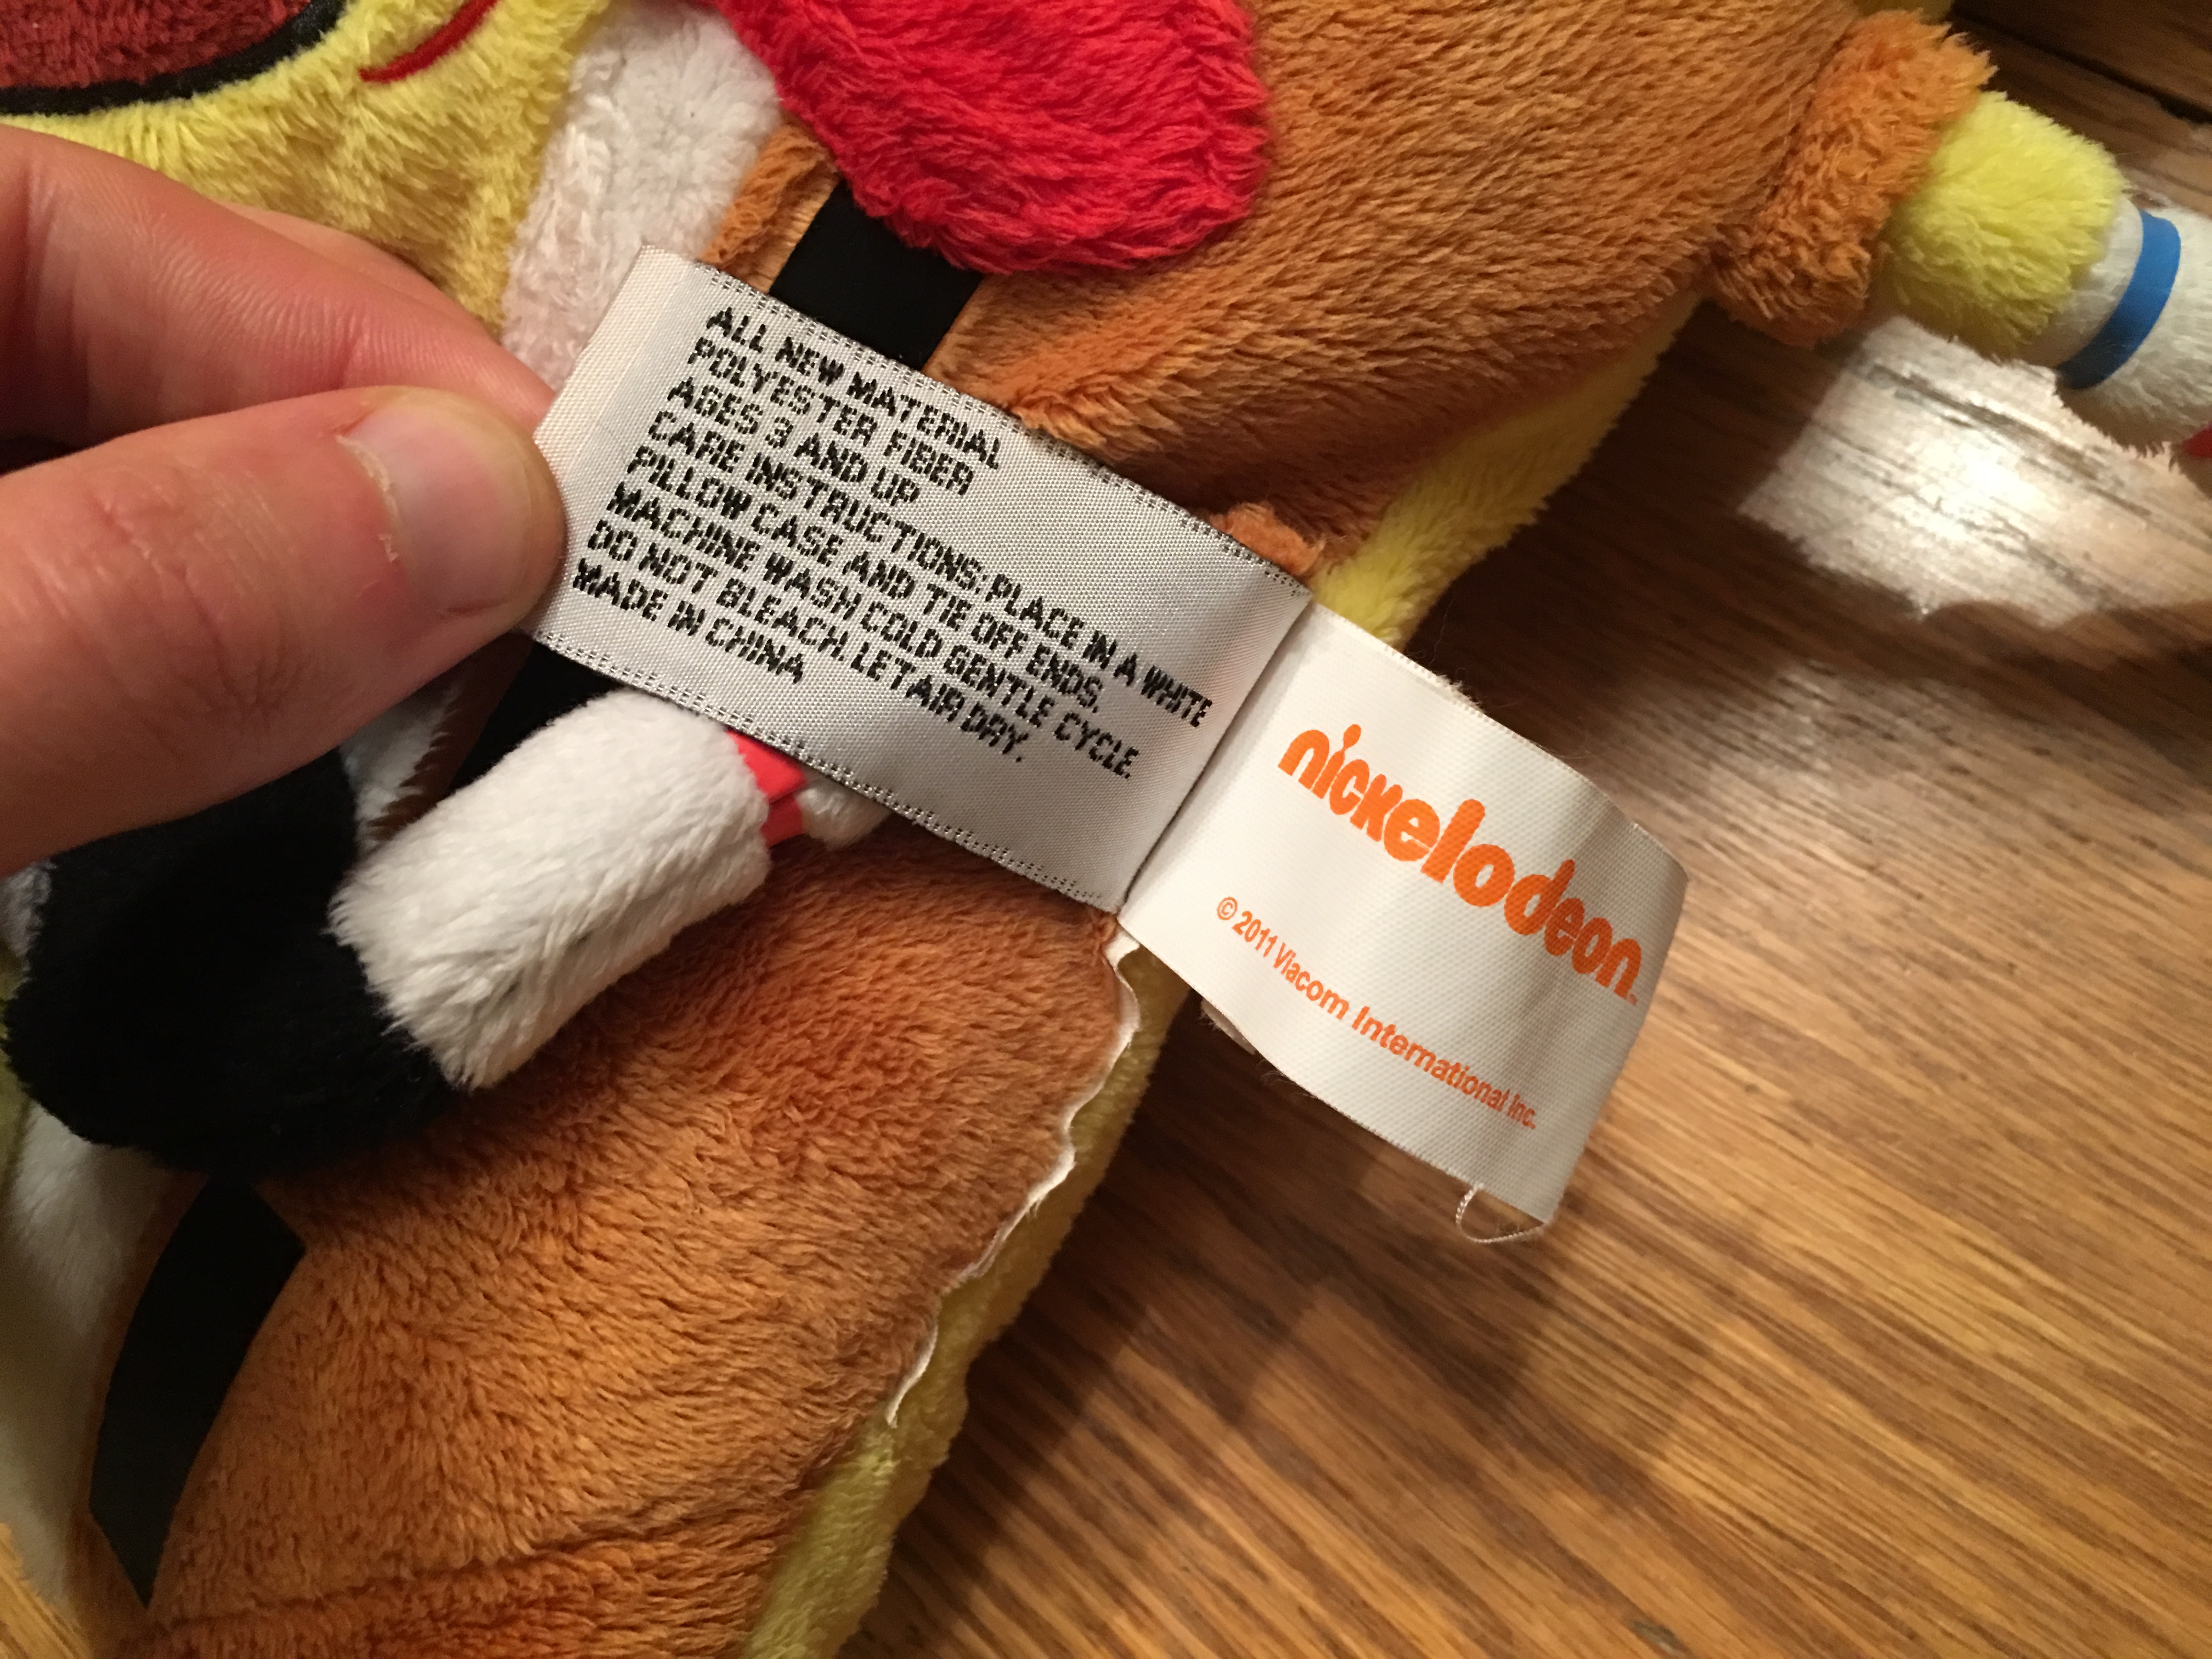 ALL NEW MATERIAL
POLYESTER FIBER
AGES 3 AND UP
CARE INSTRUCTIONS: PLACE IN A WHITE
PILLOW CASE AND TIE OFF ENDS,
MACHINE WASH COLD GENTLE CYCLE.
DO NOT BLEACH. LET AIR DRY.
MADE IN CHINA
nickelodeon™
© 2011 Viacom International Inc.